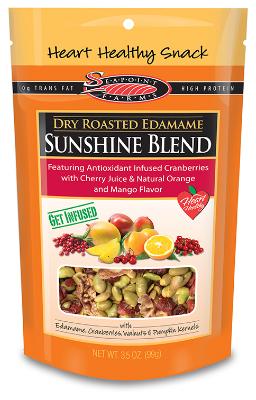 Heart Healthy Snack
0g TRANS FAT
SEAPOINT
FARMS
HIGH PROTEIN
DRY ROASTED EDAMAME
SUNSHINE BLEND
Featuring Antioxidant Infused Cranberries
with Cherry Juice & Natural Orange
and Mango Flavor
GET INFUSED
Heart
Healthy
with
Edamame, Cranberries, Walnuts & Pumpkin Kernels
NET WT. 3.5 OZ. (99g)